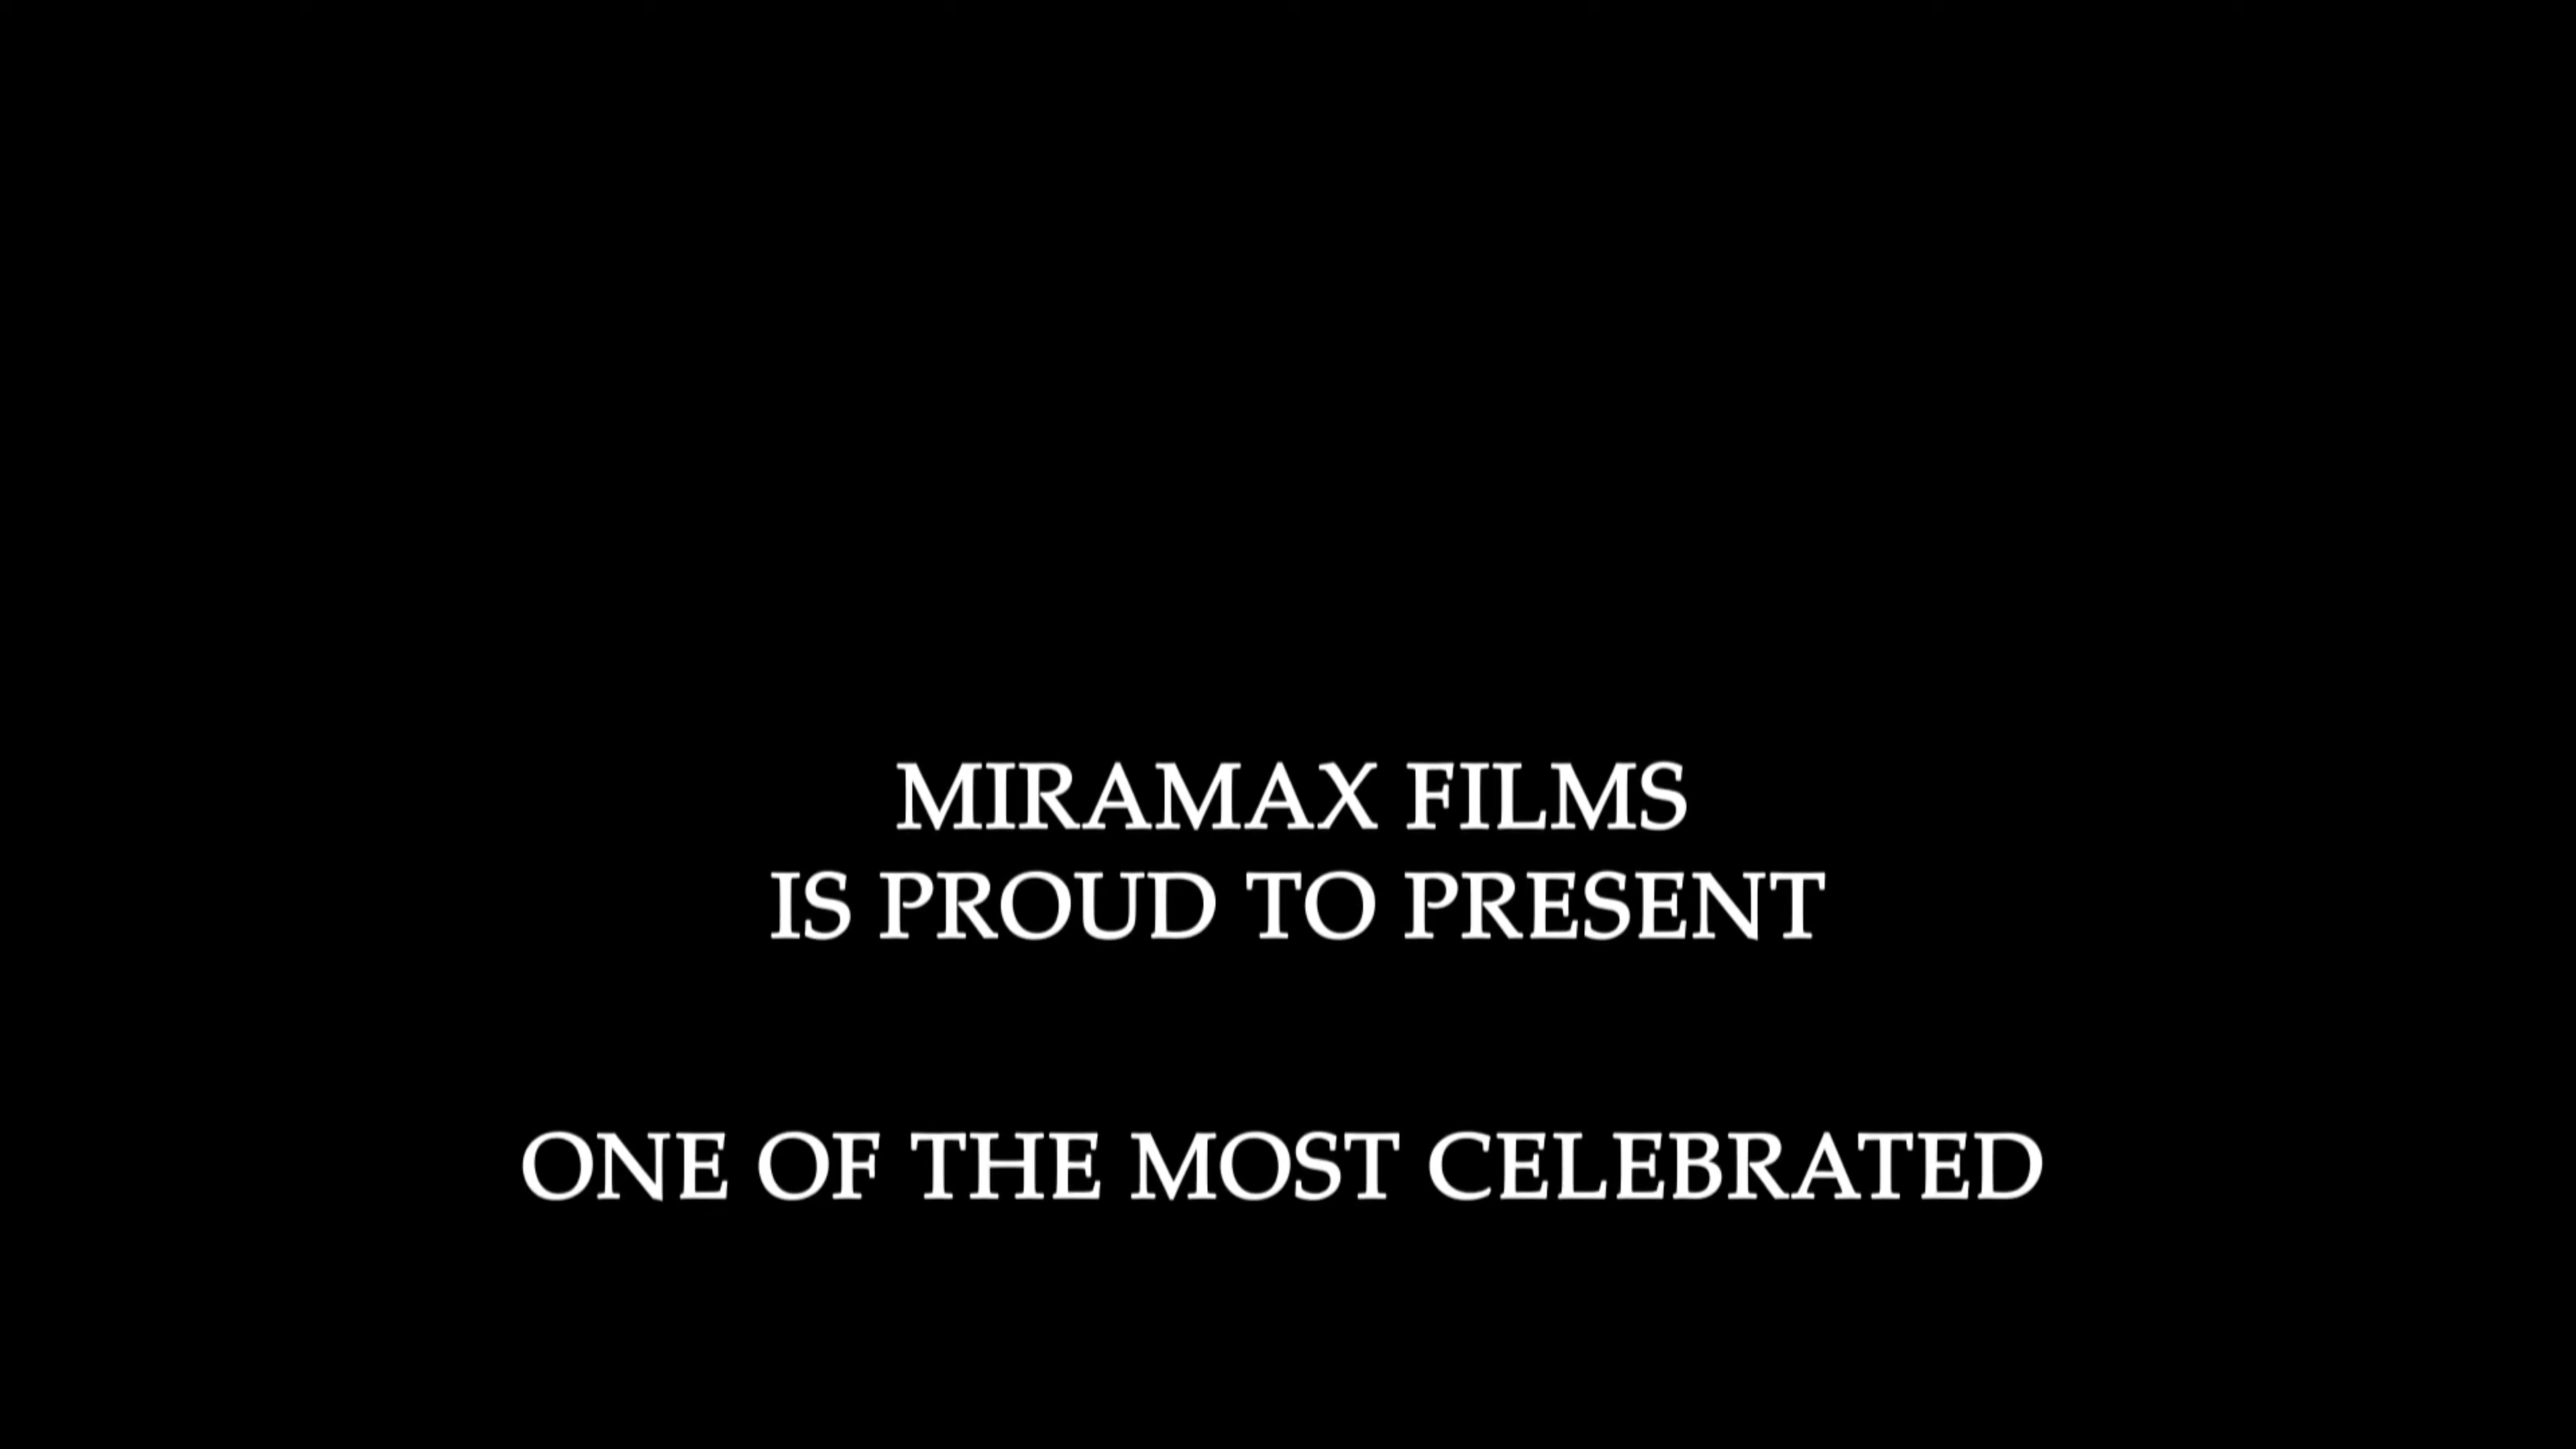 MIRAMAX FILMS
IS PROUD TO PRESENT
ONE OF THE MOST CELEBRATED